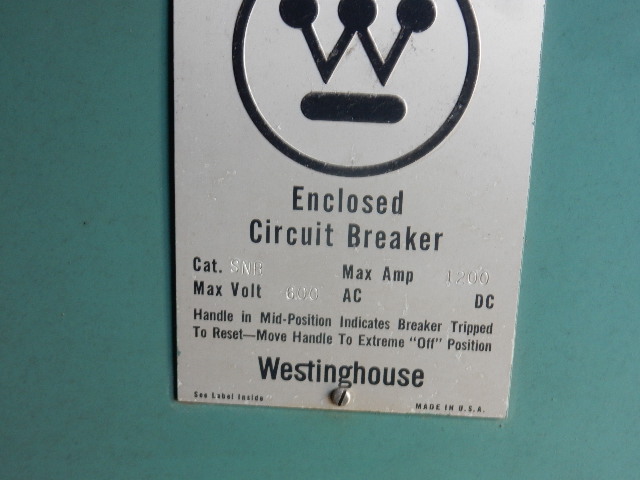 Enclosed
Circuit Breaker
Cat. SNB Max Amp 1200
Max Volt 600 AC DC
Handle in Mid-Position Indicates Breaker Tripped
To Reset—Move Handle To Extreme "Off" Position
Westinghouse
See Label Inside MADE IN U.S.A.